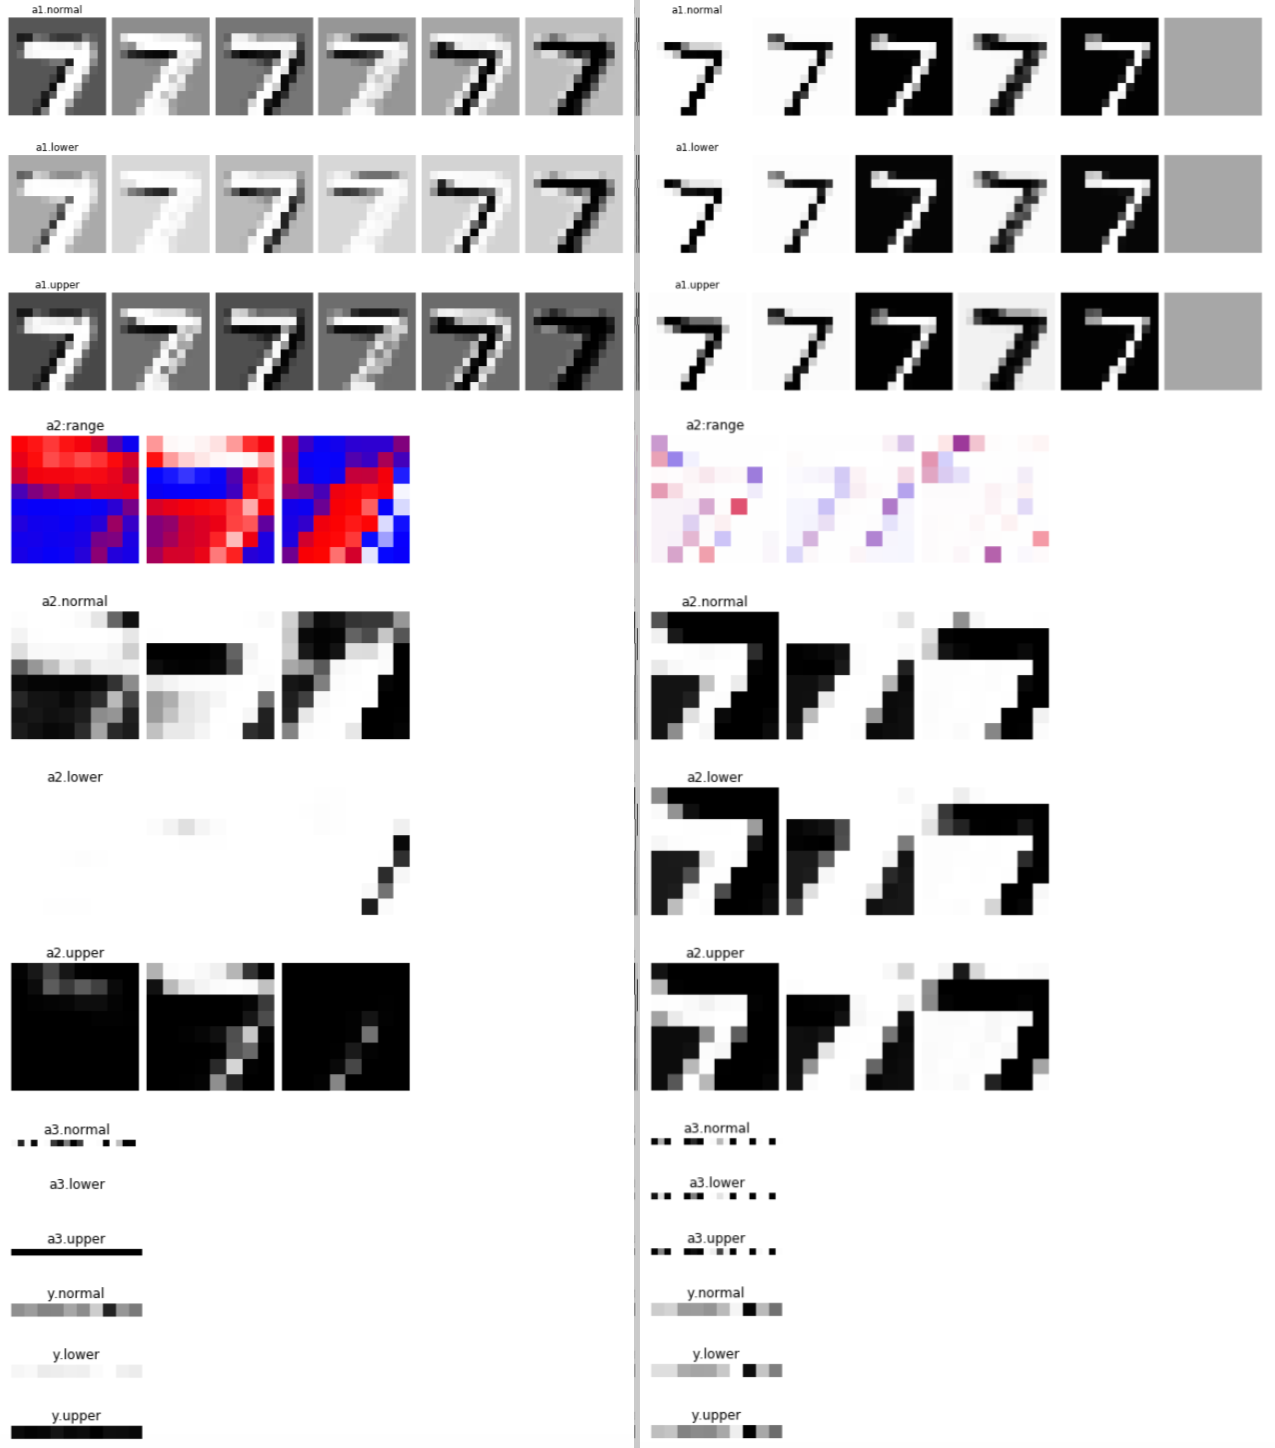 a1.normal
a1.lower
a1.upper
a2:range
a2.normal
a2.lower
a2.upper
a3.normal
a3.lower
a3.upper
y.normal
y.lower
y.upper
a1.normal
a1.lower
a1.upper
a2:range
a2.normal
a2.lower
a2.upper
a3.normal
a3.lower
a3.upper
y.normal
y.lower
y.upper